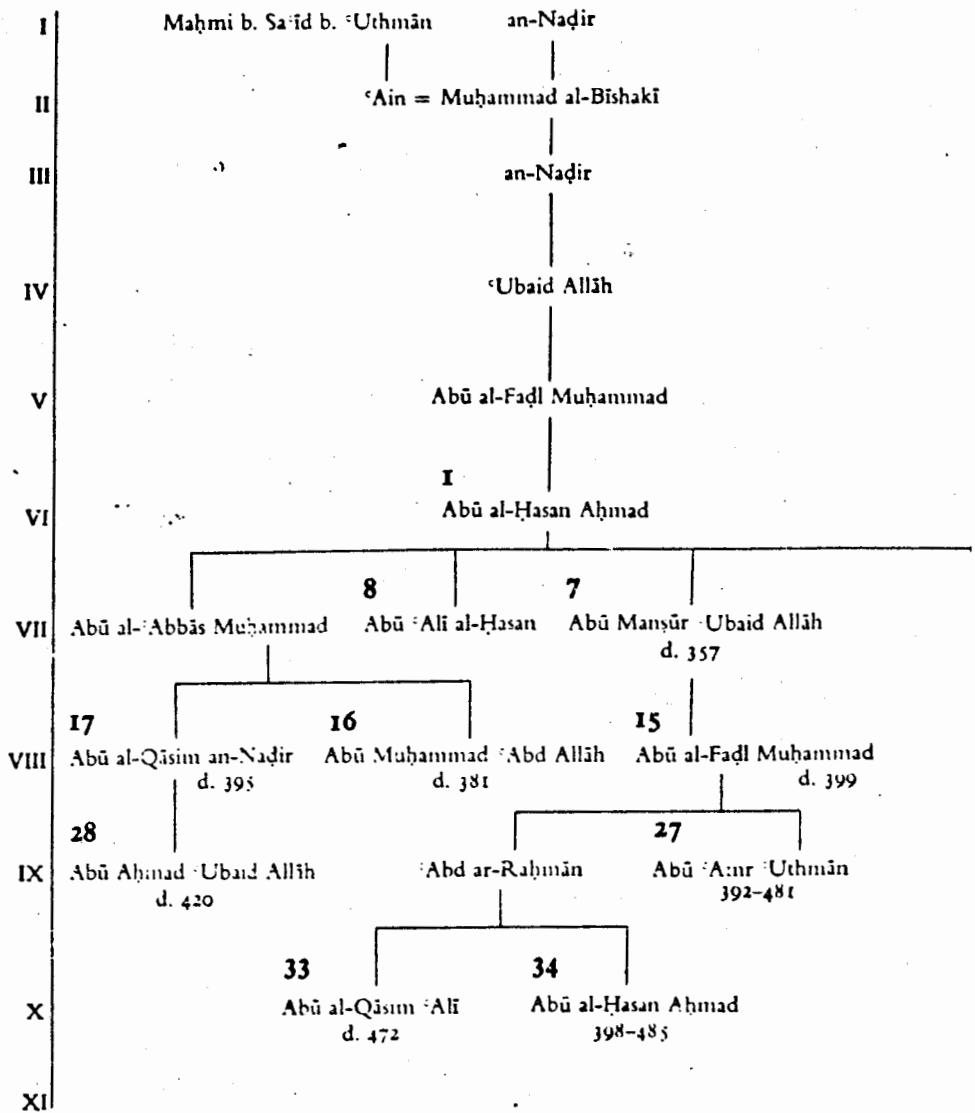 I Maḥmi b. Saʿīd b. ʿUthmān an-Naḍir
II ʿAin = Muḥammad al-Bīshakī
III an-Naḍir
IV ʿUbaid Allāh
V Abū al-Faḍl Muḥammad
1
VI Abū al-Ḥasan Aḥmad
8 7
VII Abū al-ʿAbbās Muḥammad Abū ʿAlī al-Ḥasan Abū Manṣūr ʿUbaid Allāh
d. 357
17 16 15
VIII Abū al-Qāsim an-Naḍir Abū Muḥammad ʿAbd Allāh Abū al-Faḍl Muḥammad
d. 395 d. 381 d. 399
28 27
IX Abū Aḥmad ʿUbaid Allāh ʿAbd ar-Raḥmān Abū ʿAmr ʿUthmān
d. 420 392–481
33 34
X Abū al-Qāsim ʿAlī Abū al-Ḥasan Aḥmad
d. 472 398–485
XI